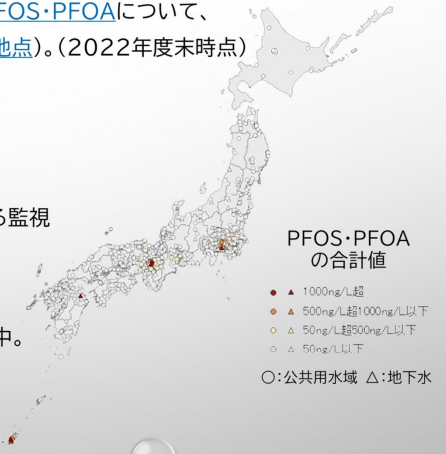 FOS・PFOAについて、
地点)。(2022年度末時点)
る監視
中。
PFOS・PFOA
の合計値
1000ng/L超
500ng/L超1000ng/L以下
50ng/L超500ng/L以下
50ng/L以下
○:公共用水域 △:地下水